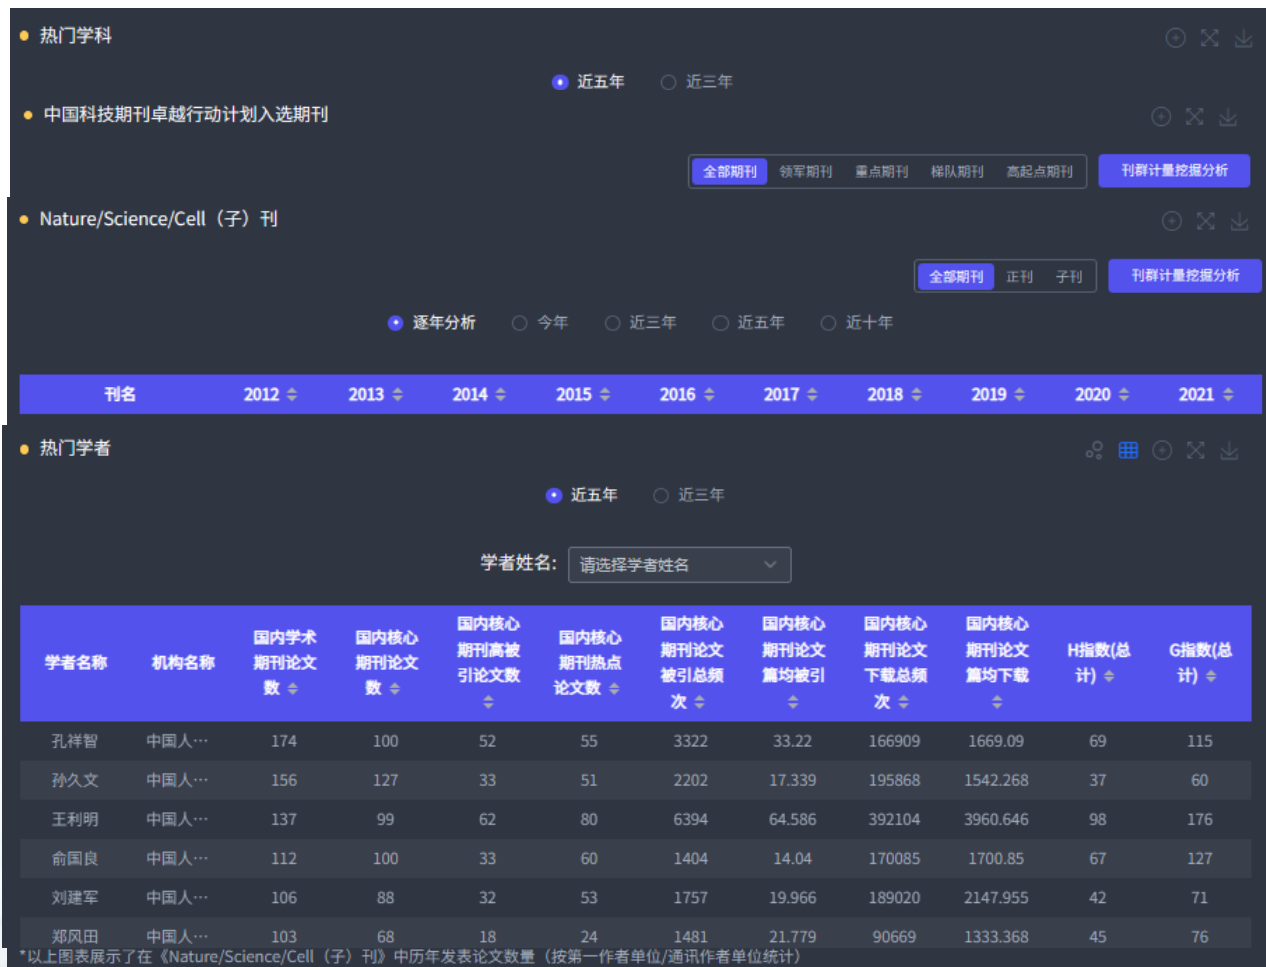 热门学科
近五年 近三年
中国科技期刊卓越行动计划入选期刊
全部期刊 领军期刊 重点期刊 梯队期刊 高起点期刊 刊群计量挖掘分析
Nature/Science/Cell（子）刊
全部期刊 正刊 子刊 刊群计量挖掘分析
逐年分析 今年 近三年 近五年 近十年
刊名 2012 2013 2014 2015 2016 2017 2018 2019 2020 2021
热门学者
近五年 近三年
学者姓名: 请选择学者姓名
学者名称 机构名称 国内学术期刊论文数 国内核心期刊论文数 国内核心期刊高被引论文数 国内核心期刊热点论文数 国内核心期刊论文被引总频次 国内核心期刊论文篇均被引 国内核心期刊论文下载总频次 国内核心期刊论文篇均下载 H指数(总计) G指数(总计)
孔祥智 中国人… 174 100 52 55 3322 33.22 166909 1669.09 69 115
孙久文 中国人… 156 127 33 51 2202 17.339 195868 1542.268 37 60
王利明 中国人… 137 99 62 80 6394 64.586 392104 3960.646 98 176
俞国良 中国人… 112 100 33 60 1404 14.04 170085 1700.85 67 127
刘建军 中国人… 106 88 32 53 1757 19.966 189020 2147.955 42 71
郑风田 中国人… 103 68 18 24 1481 21.779 90669 1333.368 45 76
*以上图表展示了在《Nature/Science/Cell（子）刊》中历年发表论文数量（按第一作者单位/通讯作者单位统计）